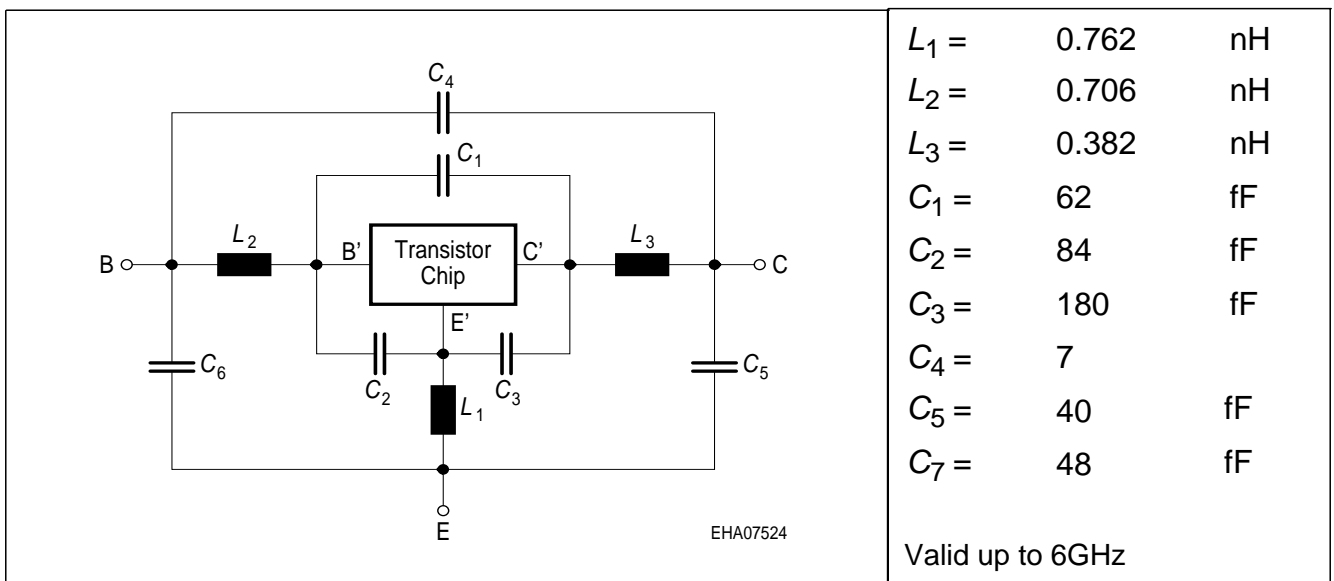 C4
C1
L2
B'
Transistor
Chip
C'
L3
B
C
E'
C6
C2
C3
C5
L1
E
EHA07524
L1 = 0.762 nH
L2 = 0.706 nH
L3 = 0.382 nH
C1 = 62 fF
C2 = 84 fF
C3 = 180 fF
C4 = 7
C5 = 40 fF
C7 = 48 fF
Valid up to 6GHz